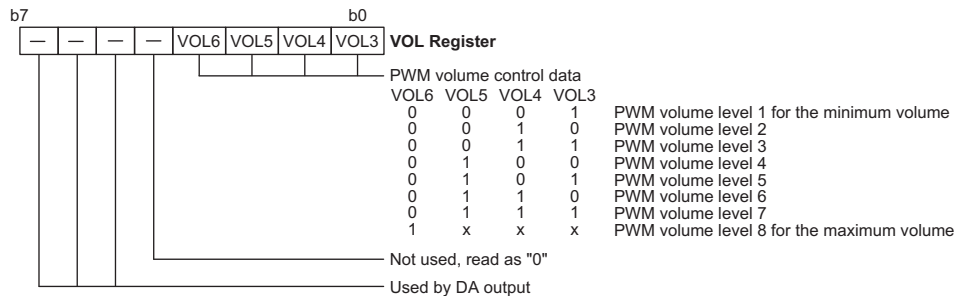 b7 b0
— — — — VOL6 VOL5 VOL4 VOL3 VOL Register
PWM volume control data
VOL6 VOL5 VOL4 VOL3
0 0 0 1 PWM volume level 1 for the minimum volume
0 0 1 0 PWM volume level 2
0 0 1 1 PWM volume level 3
0 1 0 0 PWM volume level 4
0 1 0 1 PWM volume level 5
0 1 1 0 PWM volume level 6
0 1 1 1 PWM volume level 7
1 x x x PWM volume level 8 for the maximum volume
Not used, read as "0"
Used by DA output